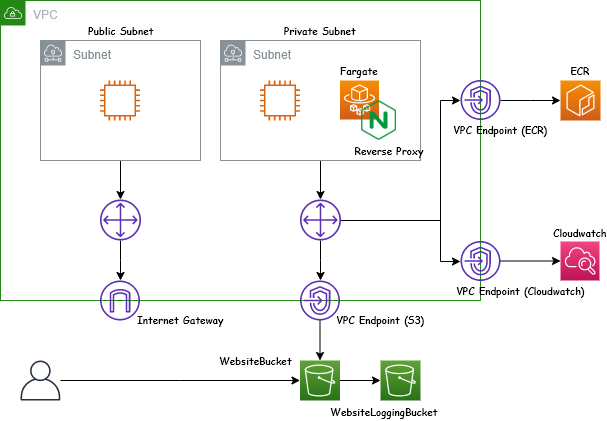 VPC
Public Subnet
Private Subnet
Subnet
Subnet
Fargate
N
Reverse Proxy
ECR
VPC Endpoint (ECR)
Cloudwatch
VPC Endpoint (Cloudwatch)
Internet Gateway
VPC Endpoint (S3)
WebsiteBucket
WebsiteLoggingBucket